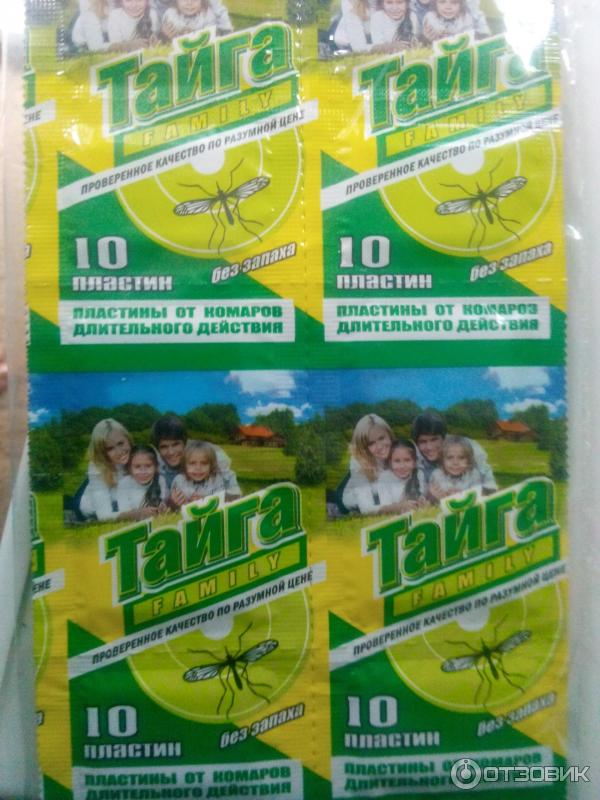 Тайга
FAMILY
ПРОВЕРЕННОЕ КАЧЕСТВО ПО РАЗУМНОЙ ЦЕНЕ
10
ПЛАСТИН
без запаха
ПЛАСТИНЫ ОТ КОМАРОВ
ДЛИТЕЛЬНОГО ДЕЙСТВИЯ
Тайга
FAMILY
ПРОВЕРЕННОЕ КАЧЕСТВО ПО РАЗУМНОЙ ЦЕНЕ
10
ПЛАСТИН
без запаха
ПЛАСТИНЫ ОТ КОМАРОВ
ДЛИТЕЛЬНОГО ДЕЙСТВИЯ
Тайга
FAMILY
ПРОВЕРЕННОЕ КАЧЕСТВО ПО РАЗУМНОЙ ЦЕНЕ
10
ПЛАСТИН
без запаха
ПЛАСТИНЫ ОТ КОМАРОВ
ДЛИТЕЛЬНОГО ДЕЙСТВИЯ
Тайга
FAMILY
ПРОВЕРЕННОЕ КАЧЕСТВО ПО РАЗУМНОЙ ЦЕНЕ
10
ПЛАСТИН
без запаха
ПЛАСТИНЫ ОТ КОМАРОВ
ДЛИТЕЛЬНОГО ДЕЙСТВИЯ
ОТЗОВИК